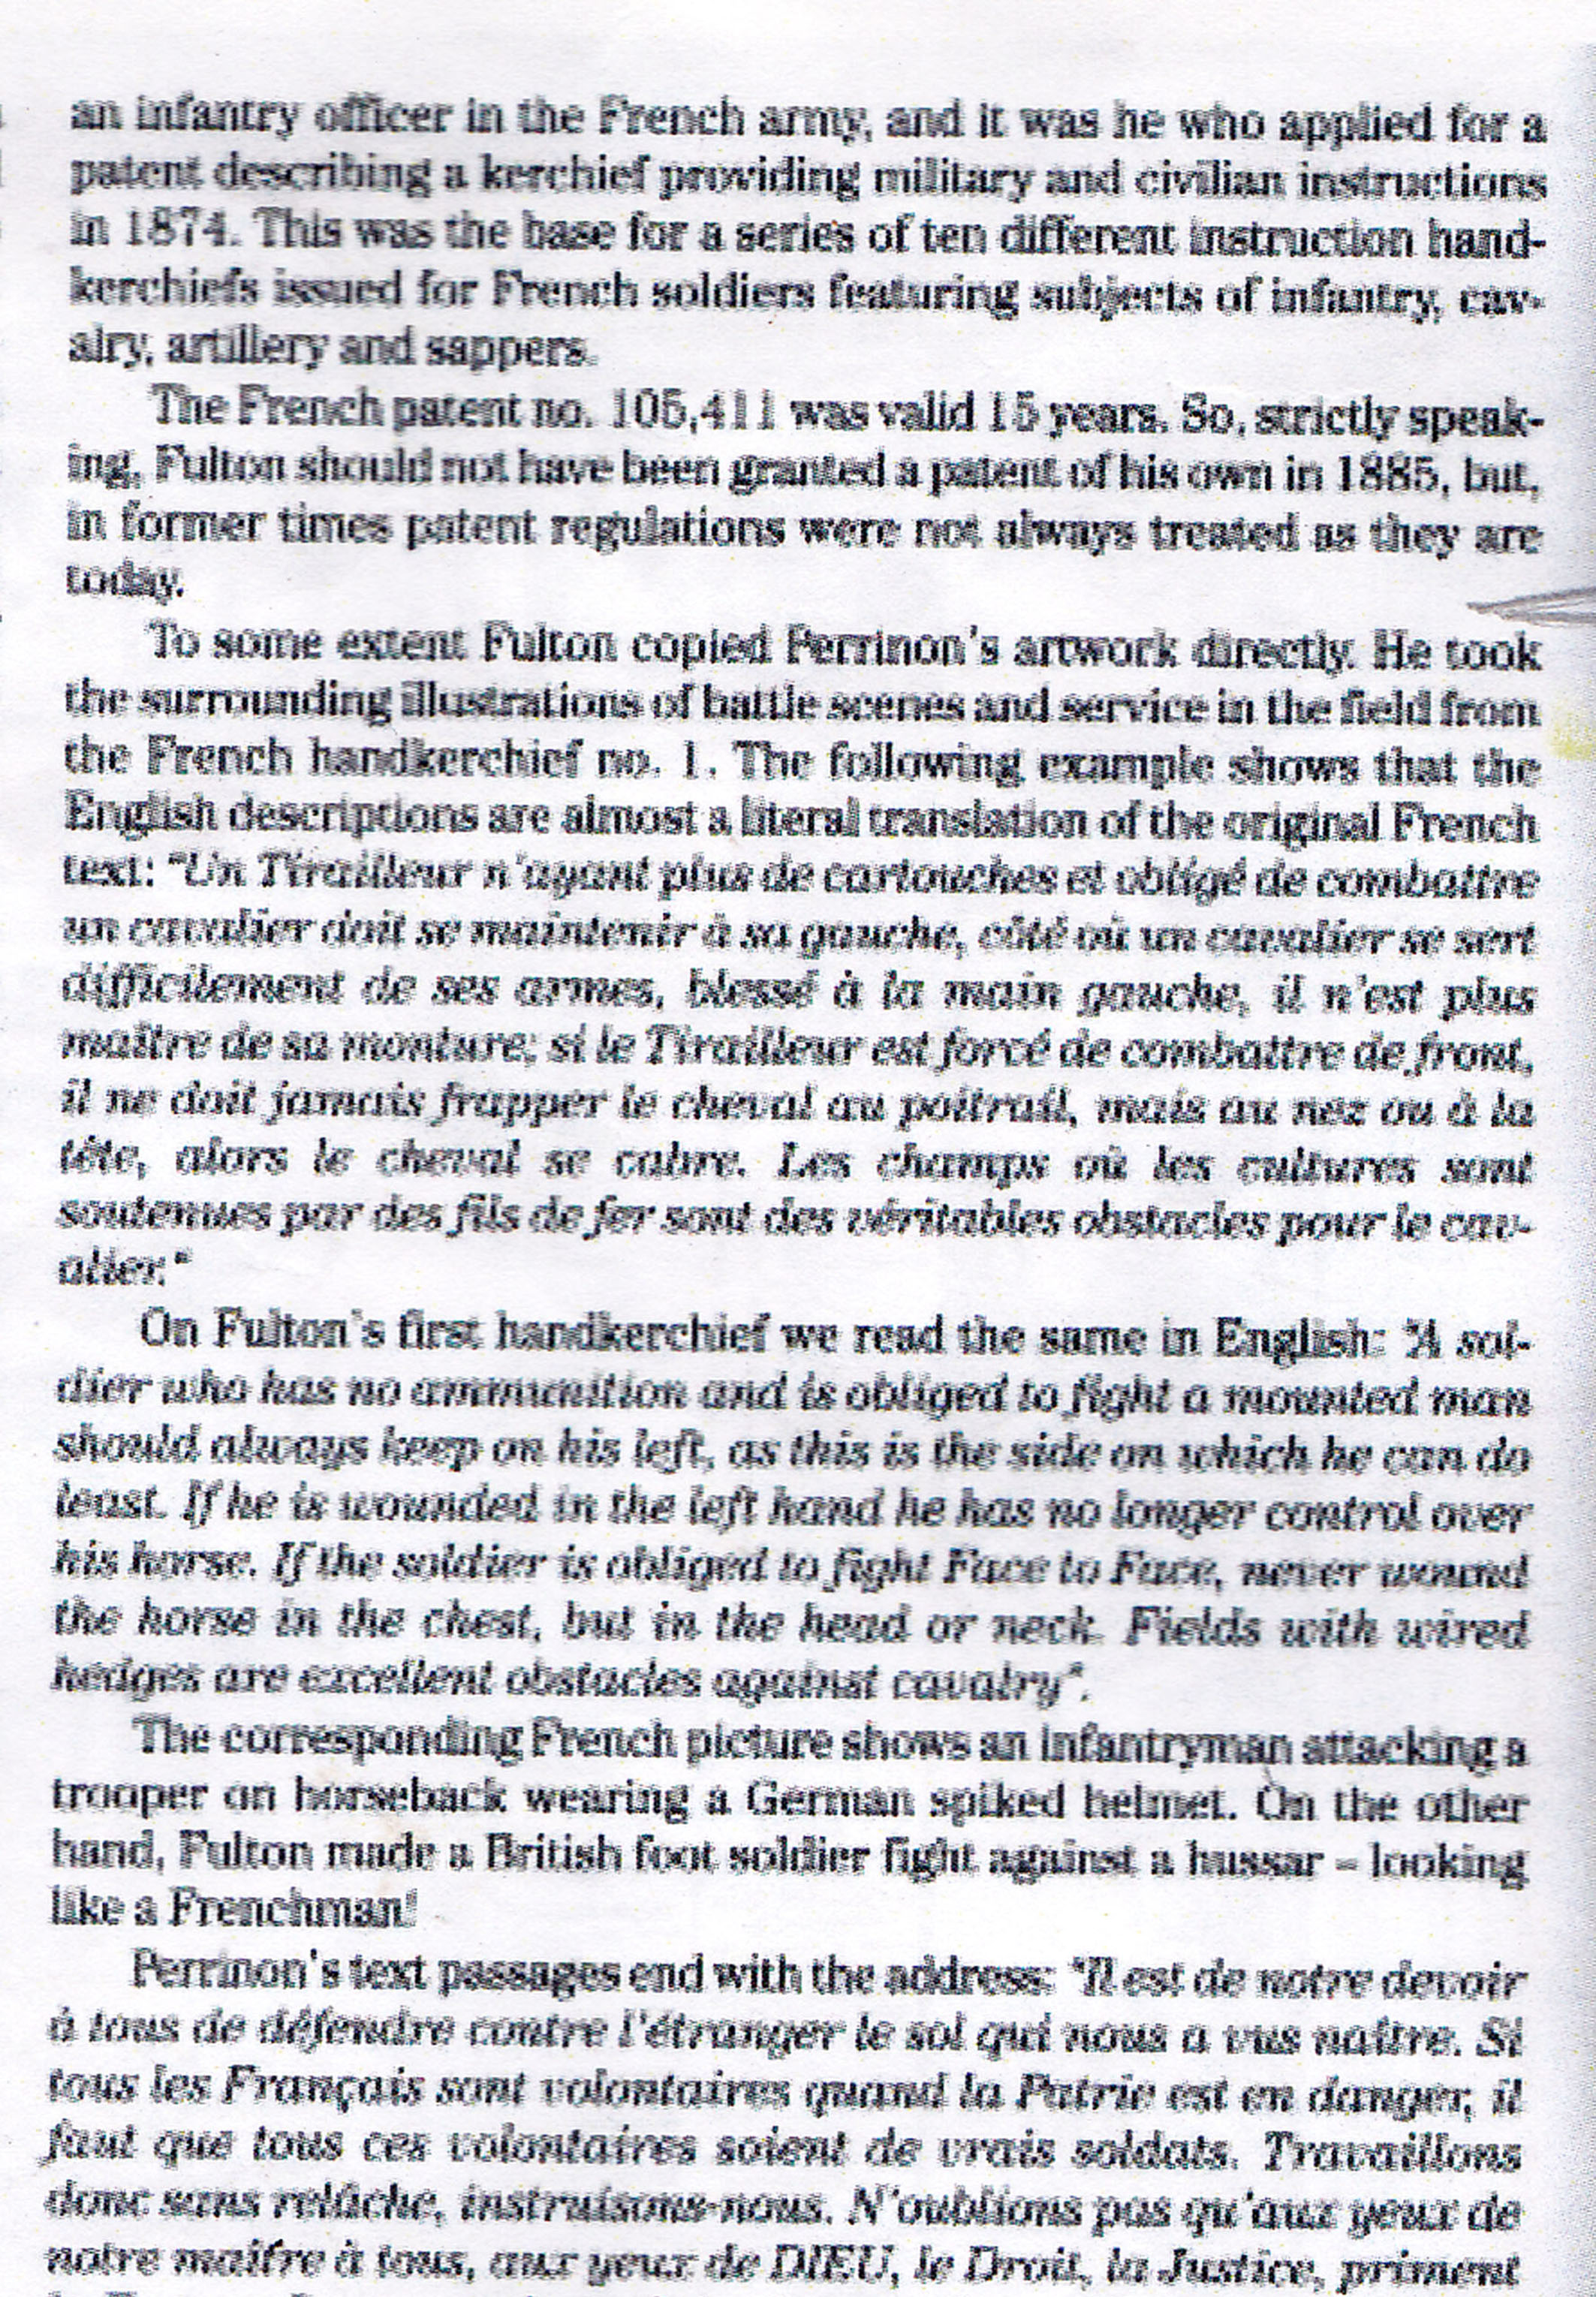 an infantry officer in the French army, and it was he who applied for a
patent describing a kerchief providing military and civilian instructions
in 1874. This was the base for a series of ten different instruction hand-
kerchiefs issued for French soldiers featuring subjects of infantry, cav-
alry, artillery and sappers.
The French patent no. 105,411 was valid 15 years. So, strictly speak-
ing, Fulton should not have been granted a patent of his own in 1885, but,
in former times patent regulations were not always treated as they are
today.
To some extent Fulton copied Perrinon's artwork directly. He took
the surrounding illustrations of battle scenes and service in the field from
the French handkerchief no. 1. The following example shows that the
English descriptions are almost a literal translation of the original French
text: "Un Tirailleur n'ayant plus de cartouches et obligé de combattre
un cavalier doit se maintenir à sa gauche, côté où un cavalier se sert
difficilement de ses armes, blessé à la main gauche, il n'est plus
maître de sa monture; si le Tirailleur est forcé de combattre de front,
il ne doit jamais frapper le cheval au poitrail, mais au nez ou à la
tête, alors le cheval se cabre. Les champs où les cultures sont
soutenues par des fils de fer sont des véritables obstacles pour le cav-
alier."
On Fulton's first handkerchief we read the same in English: "A sol-
dier who has no ammunition and is obliged to fight a mounted man
should always keep on his left, as this is the side on which he can do
least. If he is wounded in the left hand he has no longer control over
his horse. If the soldier is obliged to fight Face to Face, never wound
the horse in the chest, but in the head or neck. Fields with wired
hedges are excellent obstacles against cavalry".
The corresponding French picture shows an infantryman attacking a
trooper on horseback wearing a German spiked helmet. On the other
hand, Fulton made a British foot soldier fight against a hussar – looking
like a Frenchman!
Perrinon's text passages end with the address: "Il est de notre devoir
à tous de défendre contre l'étranger le sol qui nous a vus naître. Si
tous les Français sont volontaires quand la Patrie est en danger, il
faut que tous ces volontaires soient de vrais soldats. Travaillons
donc sans relâche, instruisons-nous. N'oublions pas qu'aux yeux de
notre maître à tous, aux yeux de DIEU, le Droit, la Justice, priment